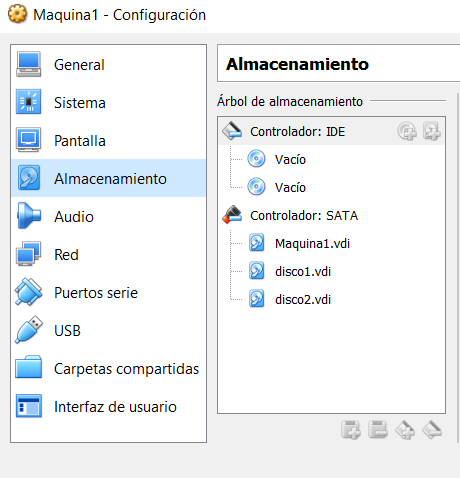 Maquina1 - Configuración
General
Sistema
Pantalla
Almacenamiento
Audio
Red
Puertos serie
USB
Carpetas compartidas
Interfaz de usuario
Almacenamiento
Árbol de almacenamiento
Controlador: IDE
Vacío
Vacío
Controlador: SATA
Maquina1.vdi
disco1.vdi
disco2.vdi